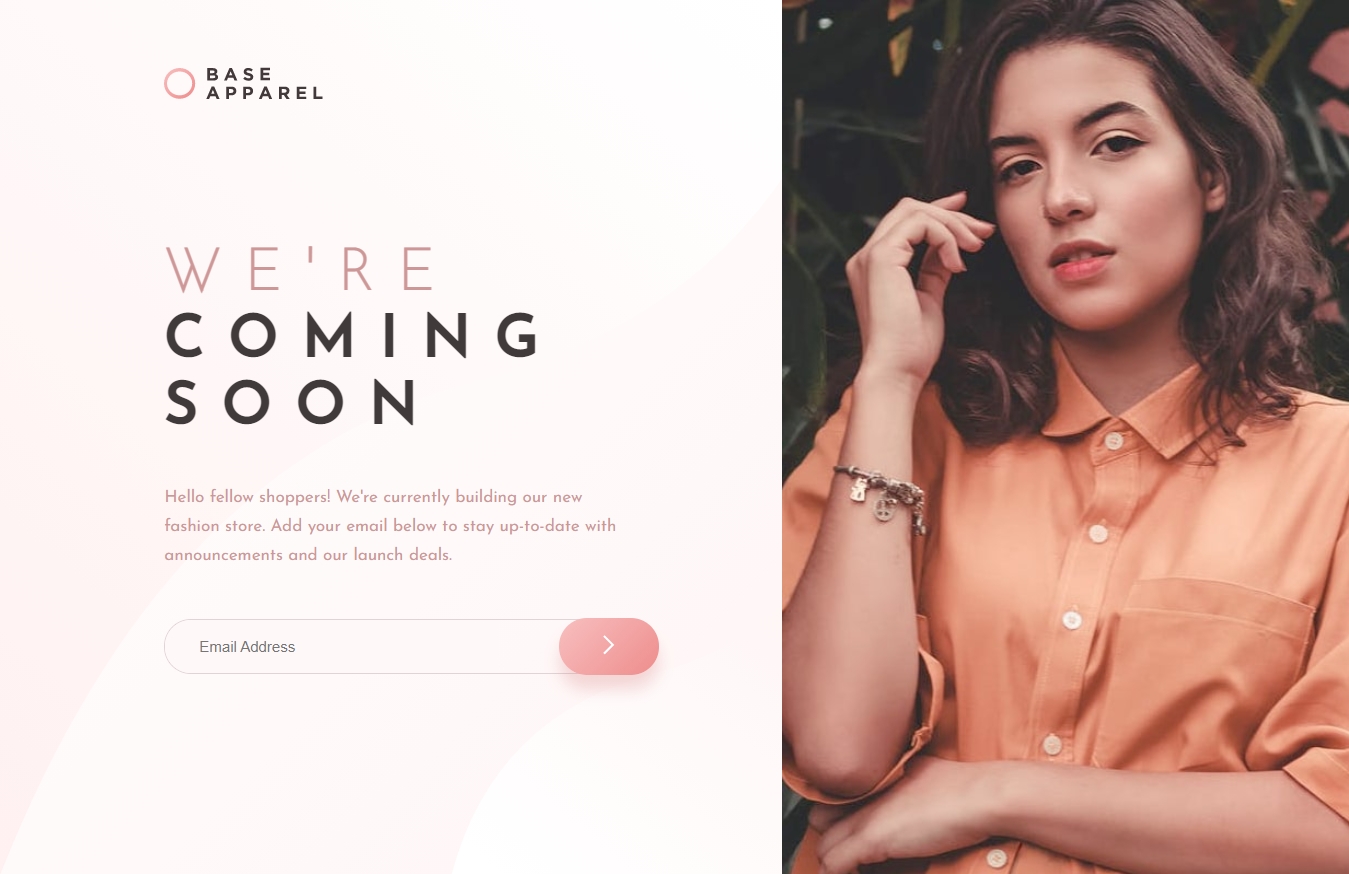 BASE
APPAREL
WE'RE
COMING
SOON
Hello fellow shoppers! We're currently building our new
fashion store. Add your email below to stay up-to-date with
announcements and our launch deals.
Email Address